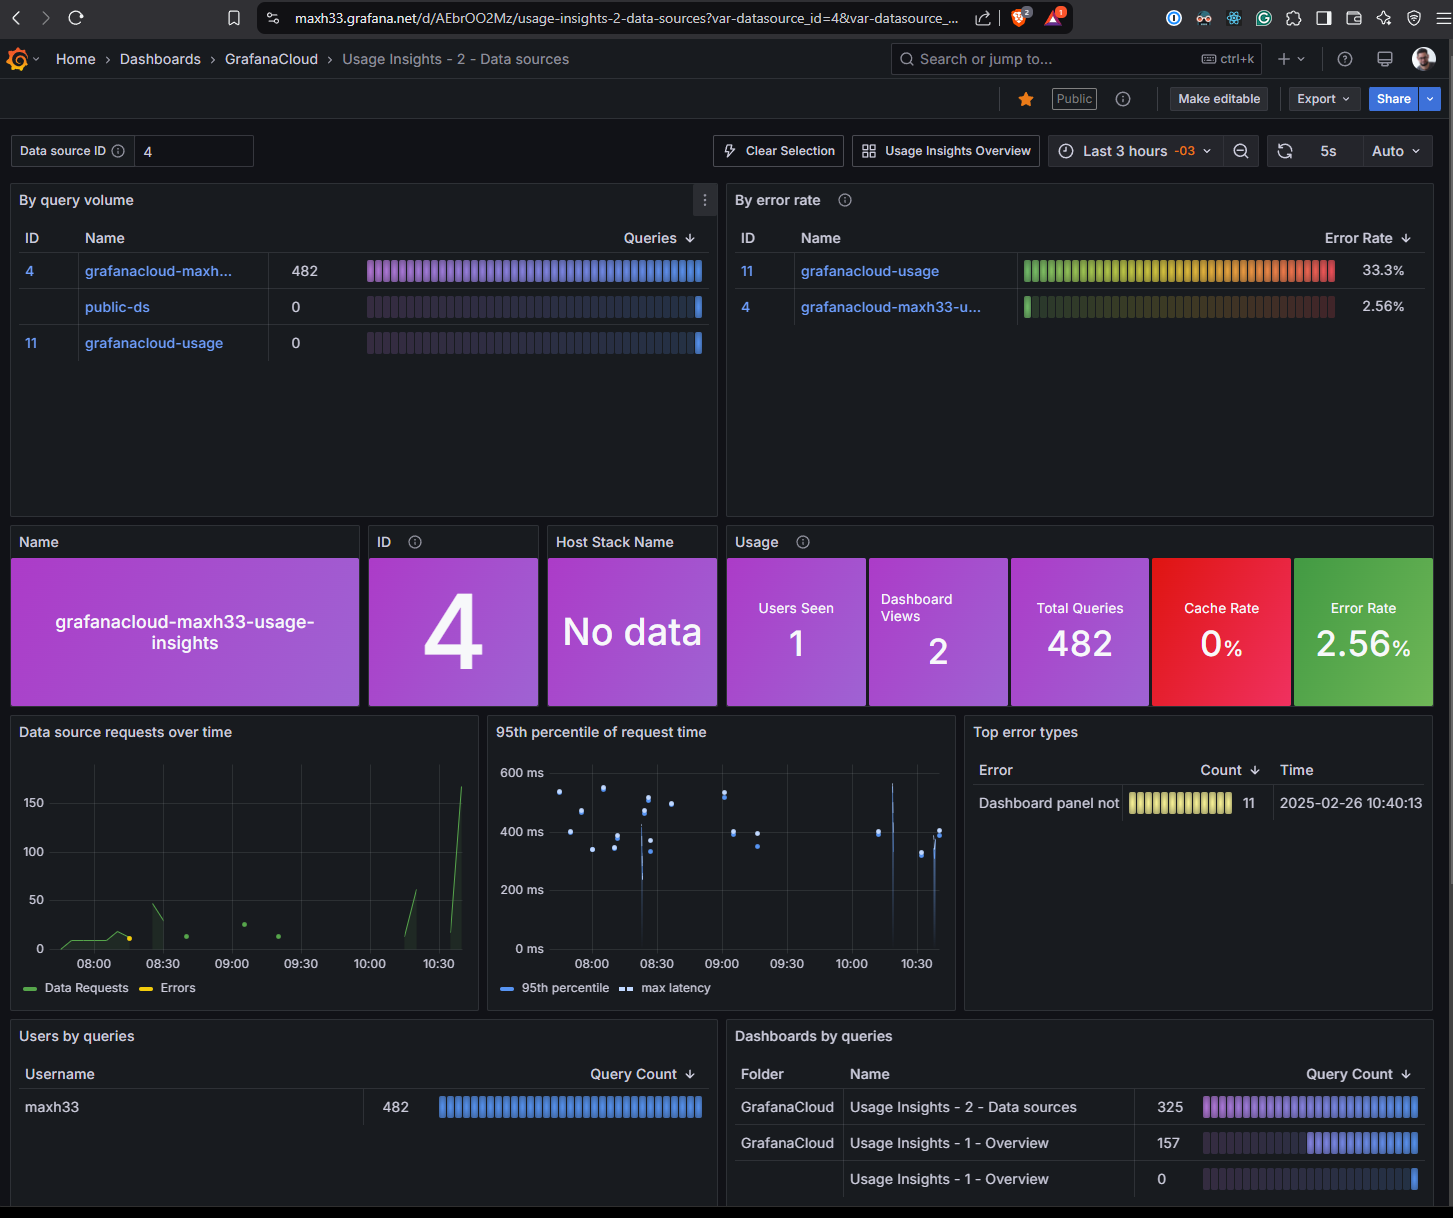 maxh33.grafana.net/d/AEbrOO2Mz/usage-insights-2-data-sources?var-datasource_id=4&var-datasource_...
2
1
Home › Dashboards › GrafanaCloud › Usage Insights - 2 - Data sources
Search or jump to...
ctrl+k
Public
Make editable
Export
Share
Data source ID
4
Clear Selection
Usage Insights Overview
Last 3 hours -03
5s
Auto
By query volume
ID Name Queries
4 grafanacloud-maxh... 482
public-ds 0
11 grafanacloud-usage 0
By error rate
ID Name Error Rate
11 grafanacloud-usage 33.3%
4 grafanacloud-maxh33-u... 2.56%
Name
grafanacloud-maxh33-usage-
insights
ID
4
Host Stack Name
No data
Usage
Users Seen
1
Dashboard
Views
2
Total Queries
482
Cache Rate
0%
Error Rate
2.56%
Data source requests over time
150
100
50
0
08:00 08:30 09:00 09:30 10:00 10:30
Data Requests Errors
95th percentile of request time
600 ms
400 ms
200 ms
0 ms
08:00 08:30 09:00 09:30 10:00 10:30
95th percentile max latency
Top error types
Error Count Time
Dashboard panel not 11 2025-02-26 10:40:13
Users by queries
Username Query Count
maxh33 482
Dashboards by queries
Folder Name Query Count
GrafanaCloud Usage Insights - 2 - Data sources 325
GrafanaCloud Usage Insights - 1 - Overview 157
Usage Insights - 1 - Overview 0